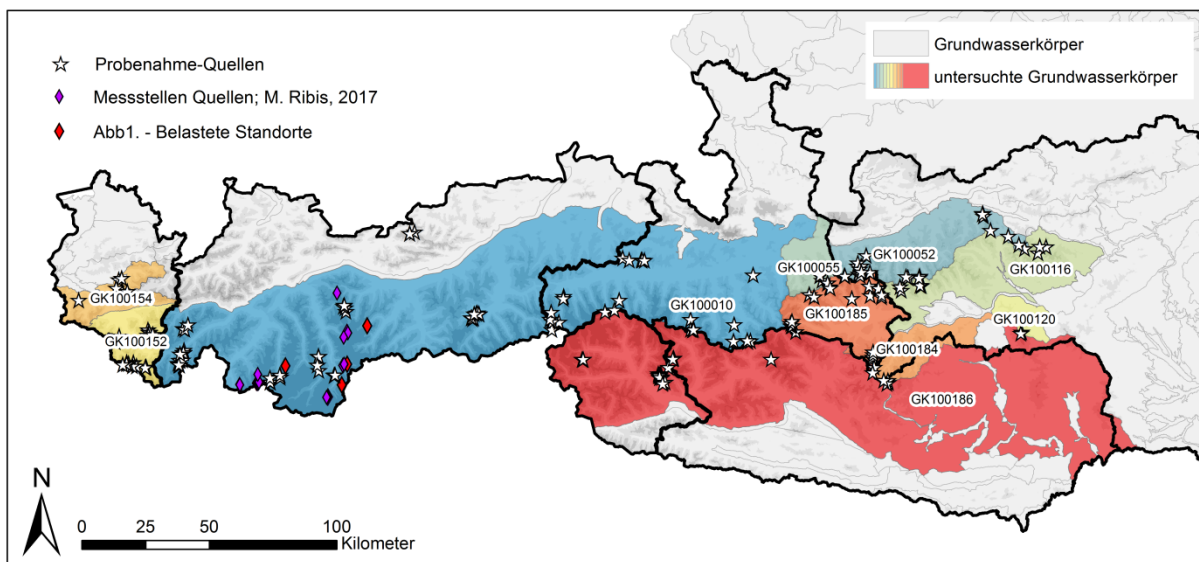 Probenahme-Quellen
Messstellen Quellen; M. Ribis, 2017
Abb1. - Belastete Standorte
Grundwasserkörper
untersuchte Grundwasserkörper
GK100154
GK100152
GK100010
GK100055
GK100052
GK100116
GK100185
GK100120
GK100184
GK100186
N
0 25 50 100
Kilometer